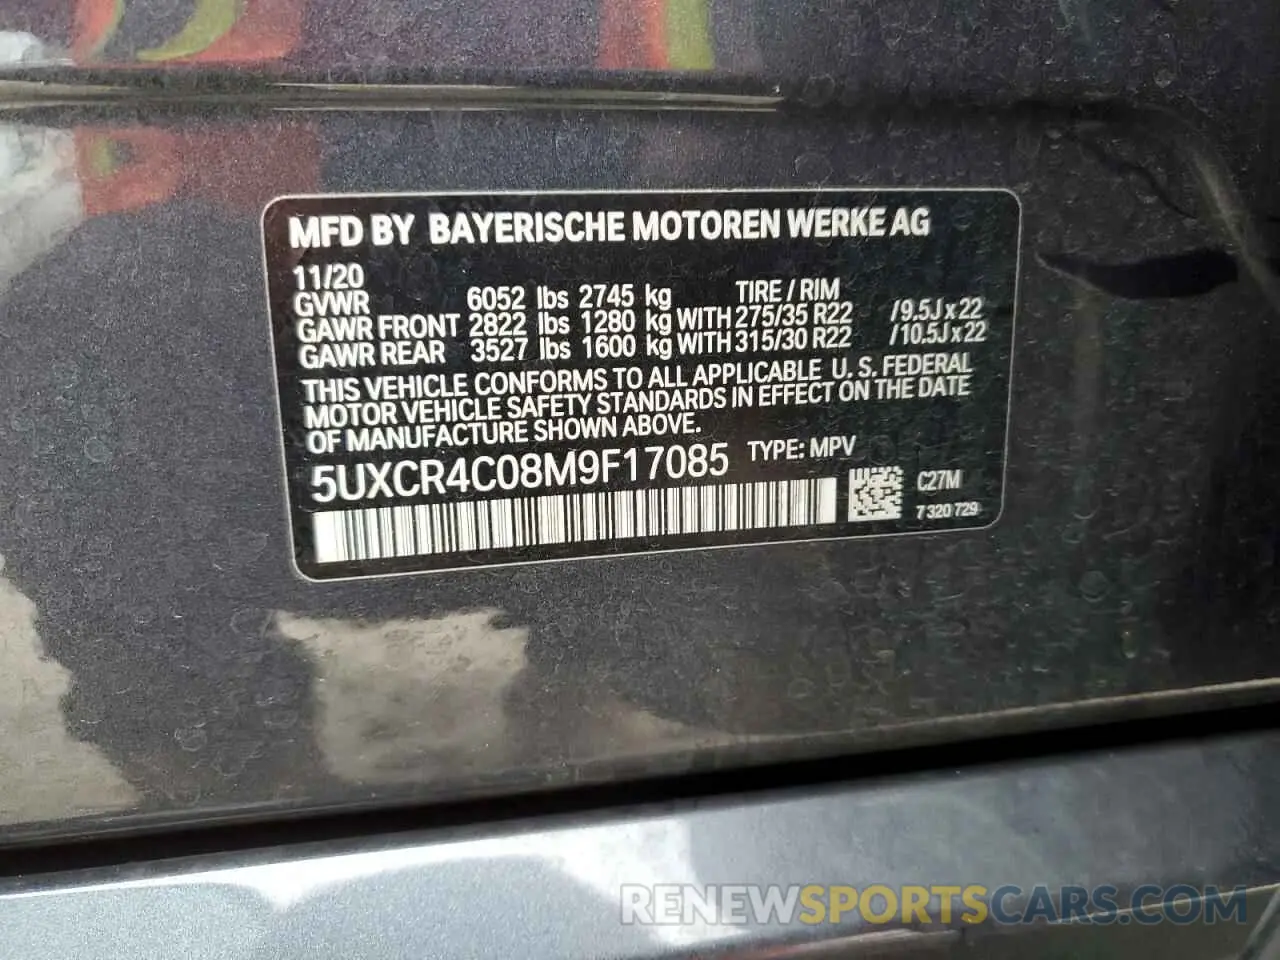 MFD BY BAYERISCHE MOTOREN WERKE AG
11/20
GVWR 6052 lbs 2745 kg TIRE / RIM
GAWR FRONT 2822 lbs 1280 kg WITH 275/35 R22 / 9.5J x 22
GAWR REAR 3527 lbs 1600 kg WITH 315/30 R22 / 10.5J x 22
THIS VEHICLE CONFORMS TO ALL APPLICABLE U. S. FEDERAL
MOTOR VEHICLE SAFETY STANDARDS IN EFFECT ON THE DATE
OF MANUFACTURE SHOWN ABOVE.
5UXCR4C08M9F17085 TYPE: MPV
C27M
7 320 729
RENEWSPORTSCARS.COM